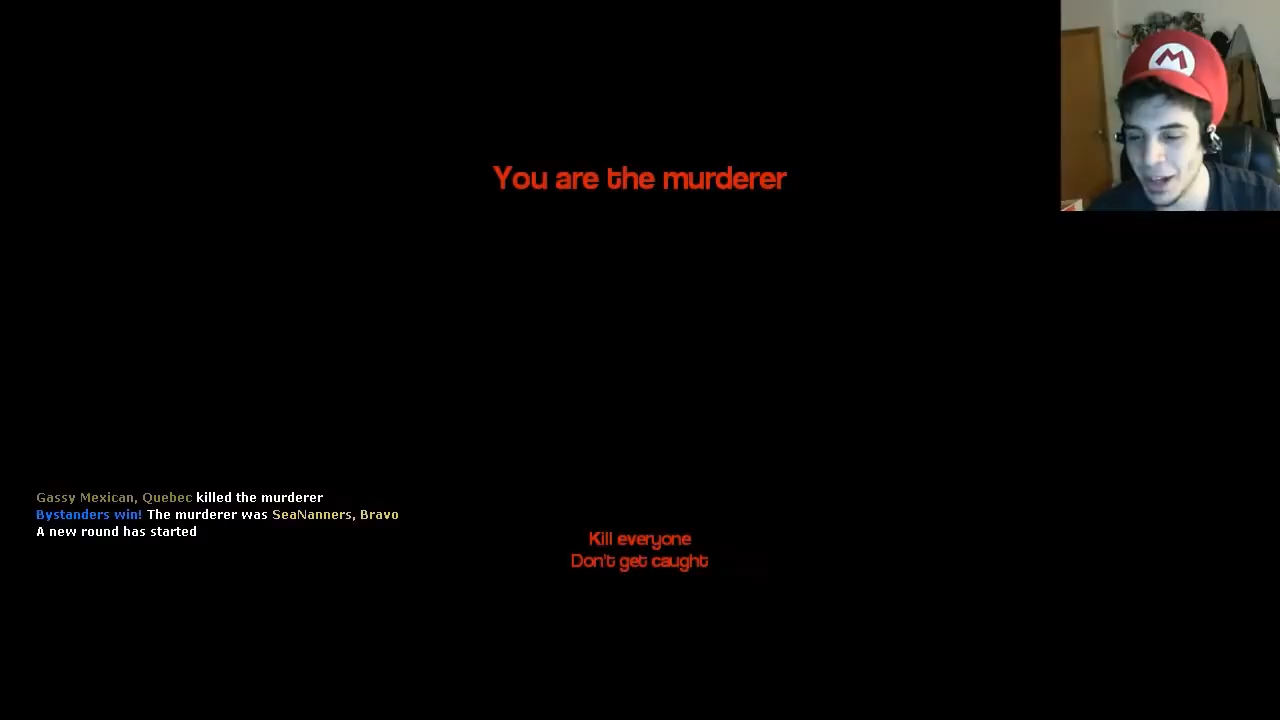 You are the murderer
Gassy Mexican, Quebec killed the murderer
Bystanders win! The murderer was SeaNanners, Bravo
A new round has started
Kill everyone
Don't get caught
M